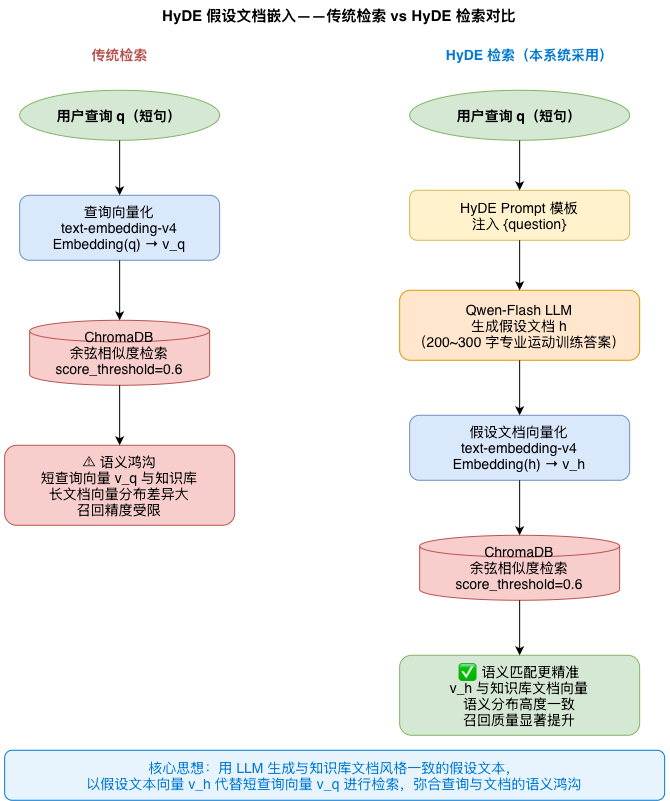 HyDE 假设文档嵌入——传统检索 vs HyDE 检索对比
传统检索
用户查询 q（短句）
查询向量化
text-embedding-v4
Embedding(q) → v_q
ChromaDB
余弦相似度检索
score_threshold=0.6
⚠ 语义鸿沟
短查询向量 v_q 与知识库
长文档向量分布差异大
召回精度受限
HyDE 检索（本系统采用）
用户查询 q（短句）
HyDE Prompt 模板
注入 {question}
Qwen-Flash LLM
生成假设文档 h
（200~300 字专业运动训练答案）
假设文档向量化
text-embedding-v4
Embedding(h) → v_h
ChromaDB
余弦相似度检索
score_threshold=0.6
✅ 语义匹配更精准
v_h 与知识库文档向量
语义分布高度一致
召回质量显著提升
核心思想：用 LLM 生成与知识库文档风格一致的假设文本，
以假设文本向量 v_h 代替短查询向量 v_q 进行检索，弥合查询与文档的语义鸿沟